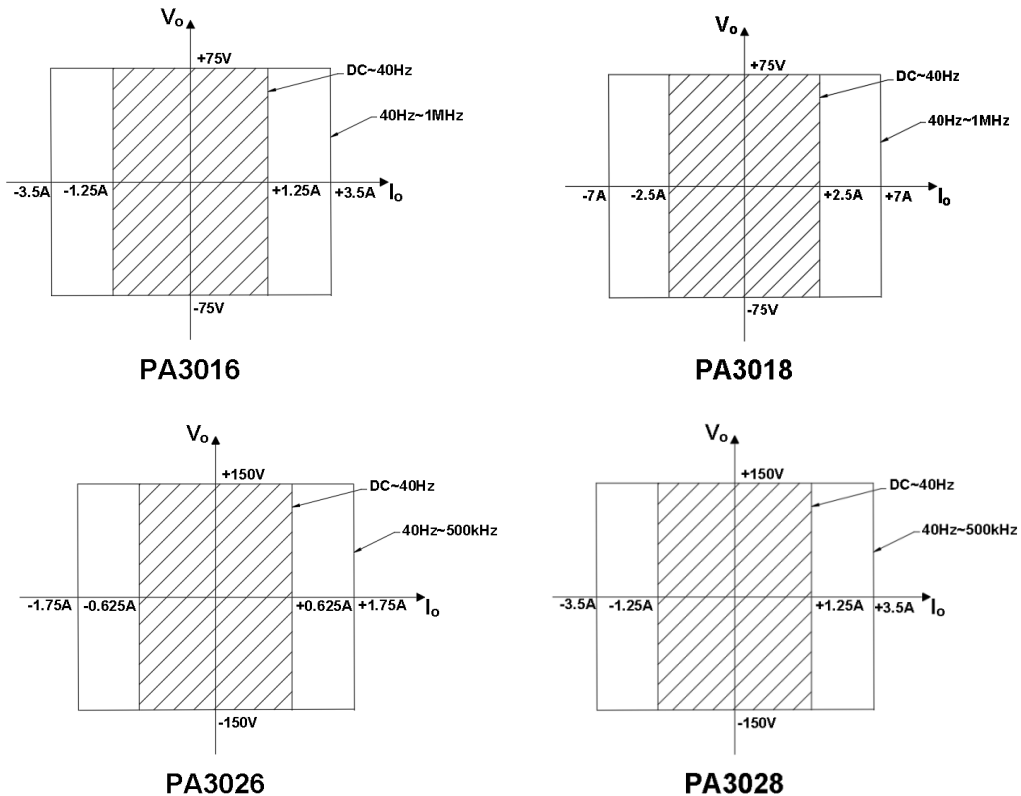 Vo
+75V
DC~40Hz
40Hz~1MHz
-3.5A
-1.25A
+1.25A
+3.5A
Io
-75V
PA3016
Vo
+75V
DC~40Hz
40Hz~1MHz
-7A
-2.5A
+2.5A
+7A
Io
-75V
PA3018
Vo
+150V
DC~40Hz
40Hz~500kHz
-1.75A
-0.625A
+0.625A
+1.75A
Io
-150V
PA3026
Vo
+150V
DC~40Hz
40Hz~500kHz
-3.5A
-1.25A
+1.25A
+3.5A
Io
-150V
PA3028